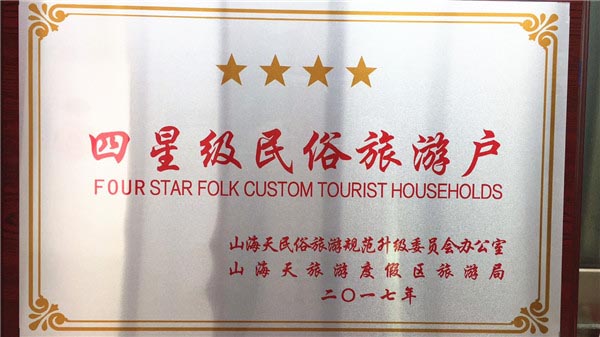 四星级民俗旅游户
FOUR STAR FOLK CUSTOM TOURIST HOUSEHOLDS
山海天民俗旅游规范升级委员会办公室
山海天旅游度假区旅游局
二〇一七年